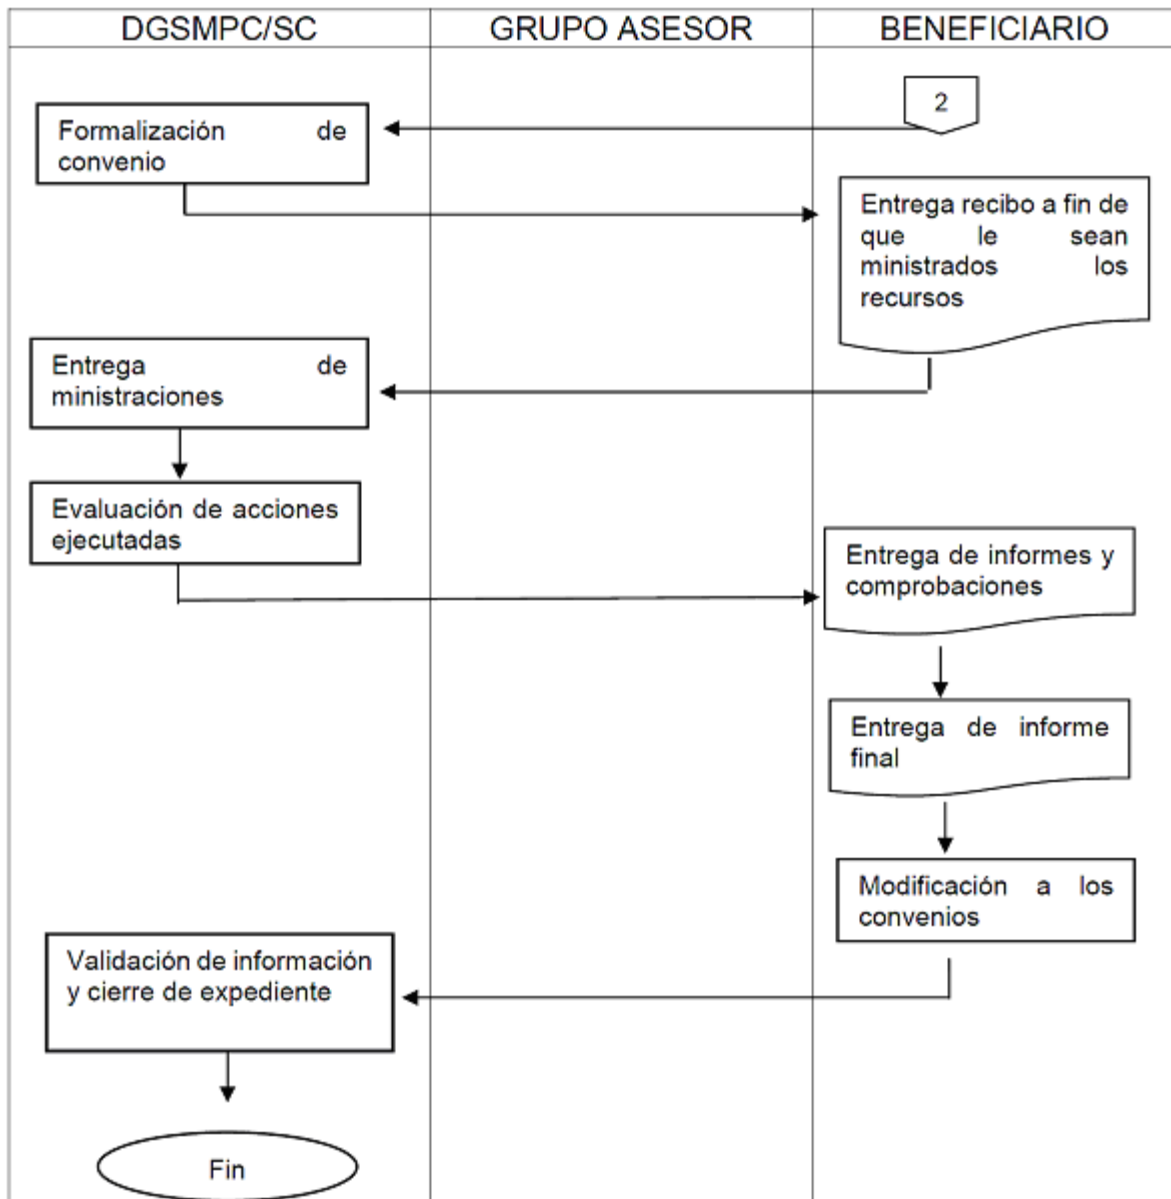 DGSMPC/SC
GRUPO ASESOR
BENEFICIARIO
2
Formalización de
convenio
Entrega recibo a fin de
que le sean
ministrados los
recursos
Entrega de
ministraciones
Evaluación de acciones
ejecutadas
Entrega de informes y
comprobaciones
Entrega de informe
final
Modificación a los
convenios
Validación de información
y cierre de expediente
Fin